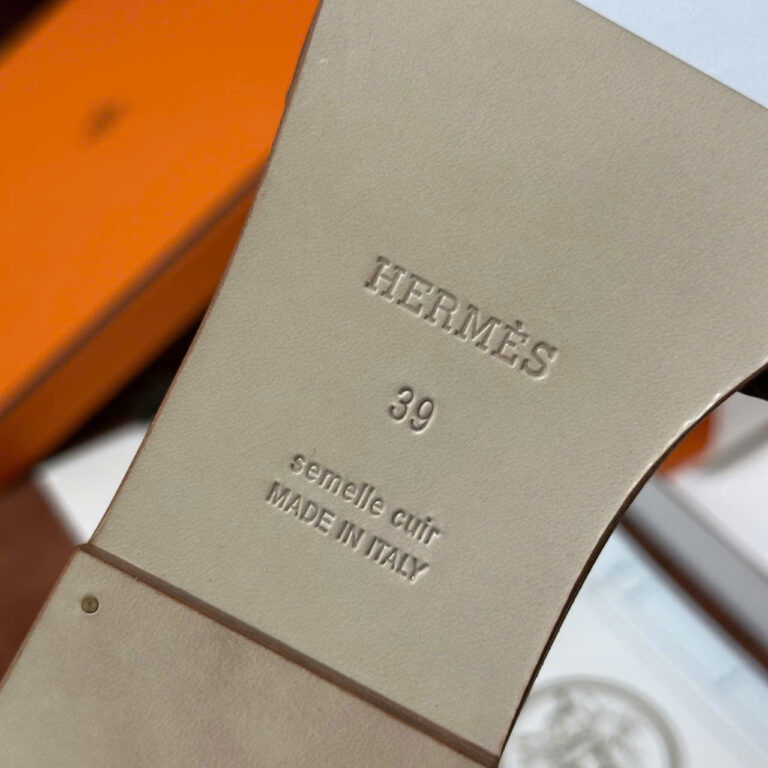 HERMÈS
39
semelle cuir
MADE IN ITALY